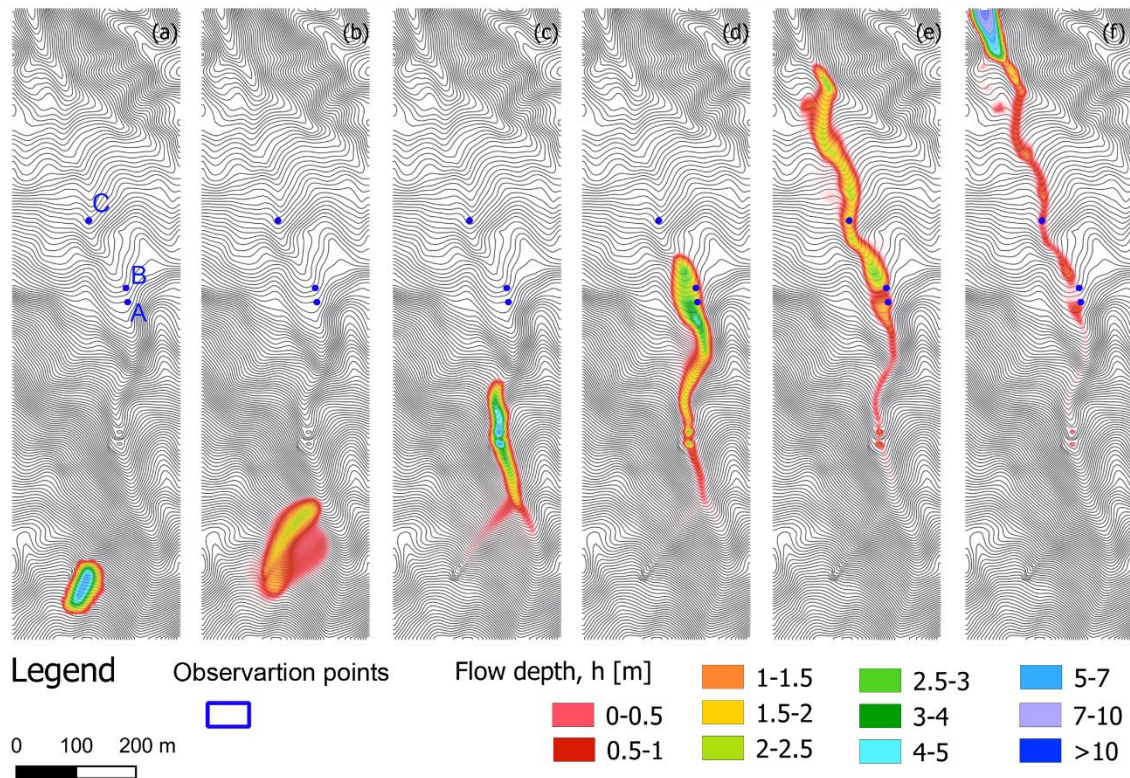 (a) (b) (c) (d) (e) (f)
C
B
A
Legend
Observartion points
Flow depth, h [m]
0-0.5
0.5-1
1-1.5
1.5-2
2-2.5
2.5-3
3-4
4-5
5-7
7-10
>10
0 100 200 m